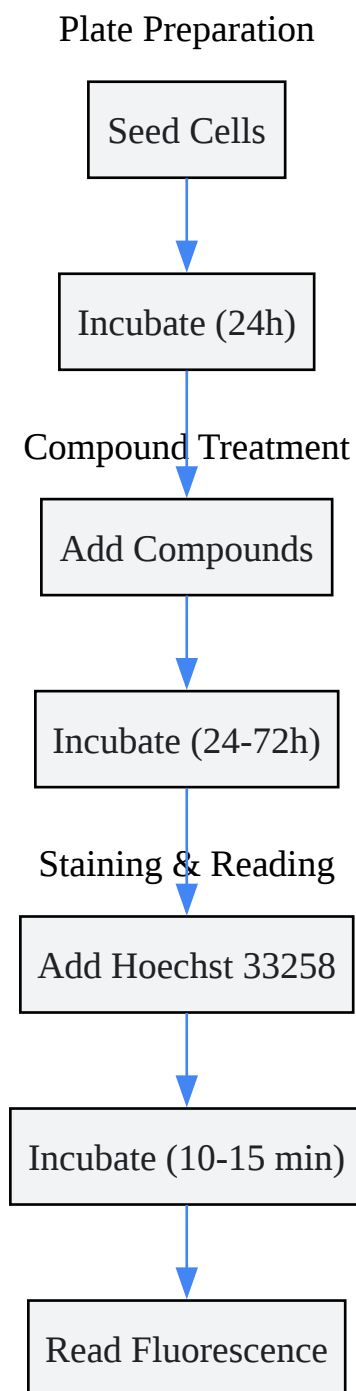 Plate Preparation
Seed Cells
Incubate (24h)
Compound Treatment
Add Compounds
Incubate (24-72h)
Staining & Reading
Add Hoechst 33258
Incubate (10-15 min)
Read Fluorescence